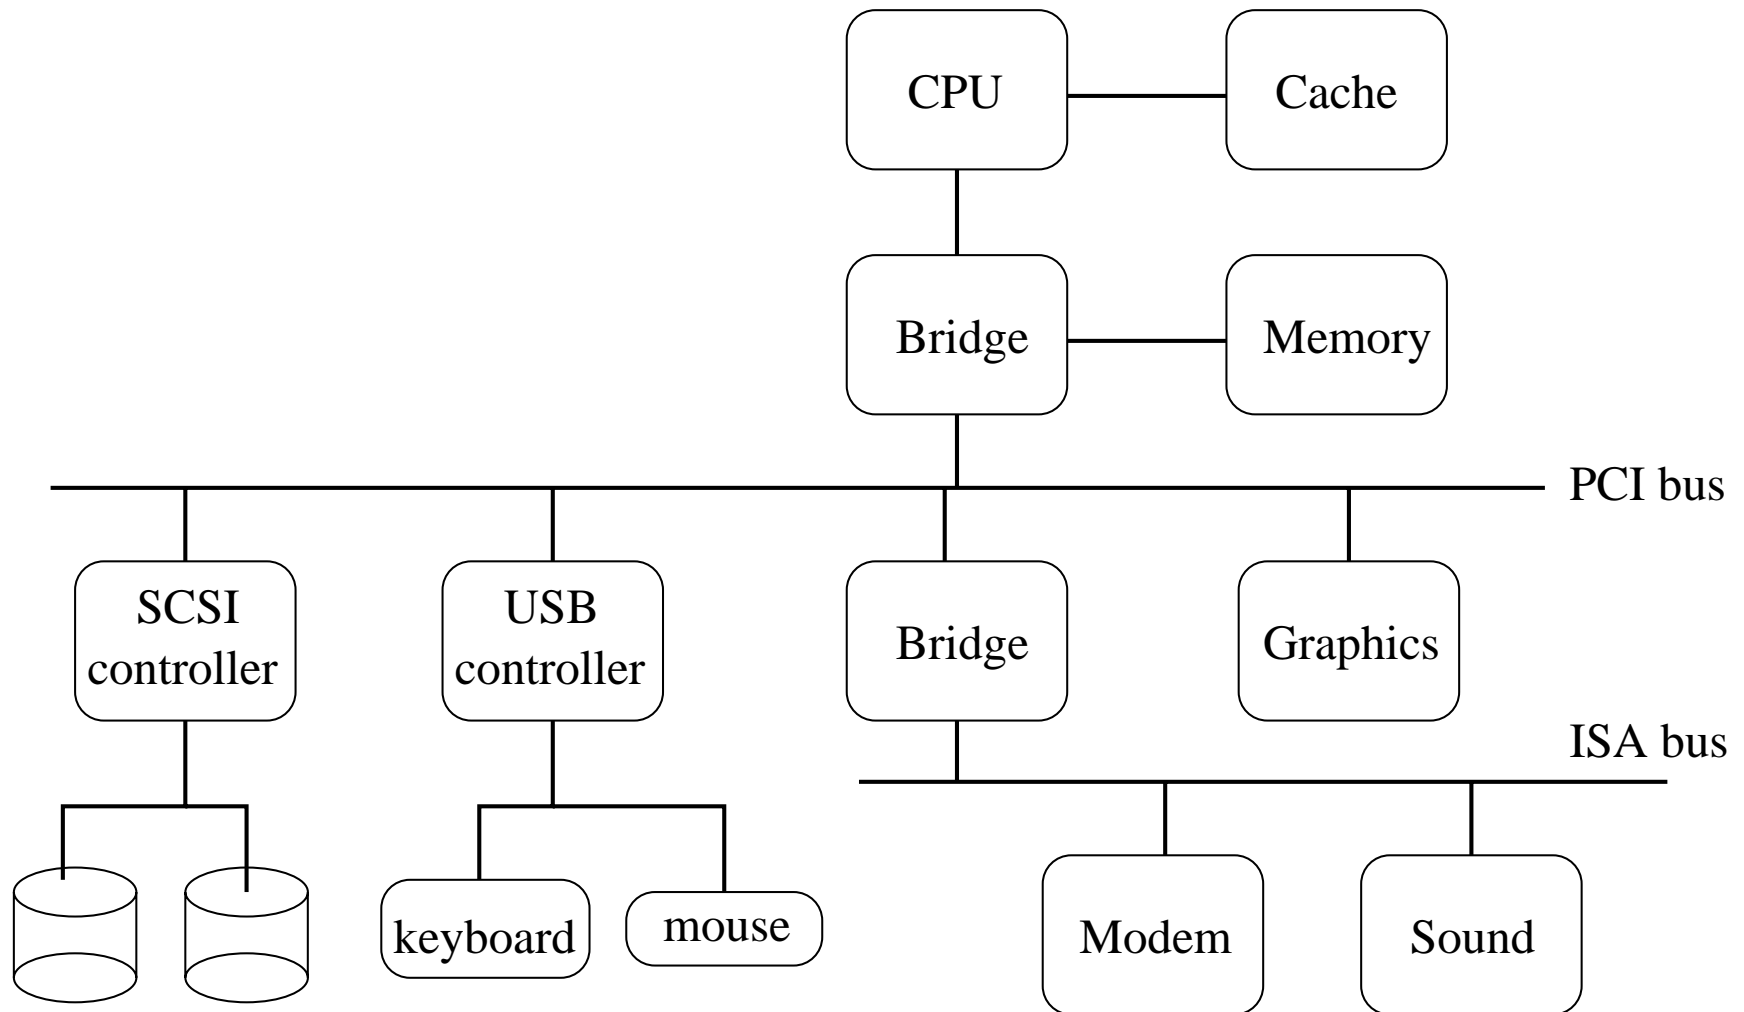 CPU
Cache
Bridge
Memory
PCI bus
SCSI
controller
USB
controller
Bridge
Graphics
ISA bus
keyboard
mouse
Modem
Sound